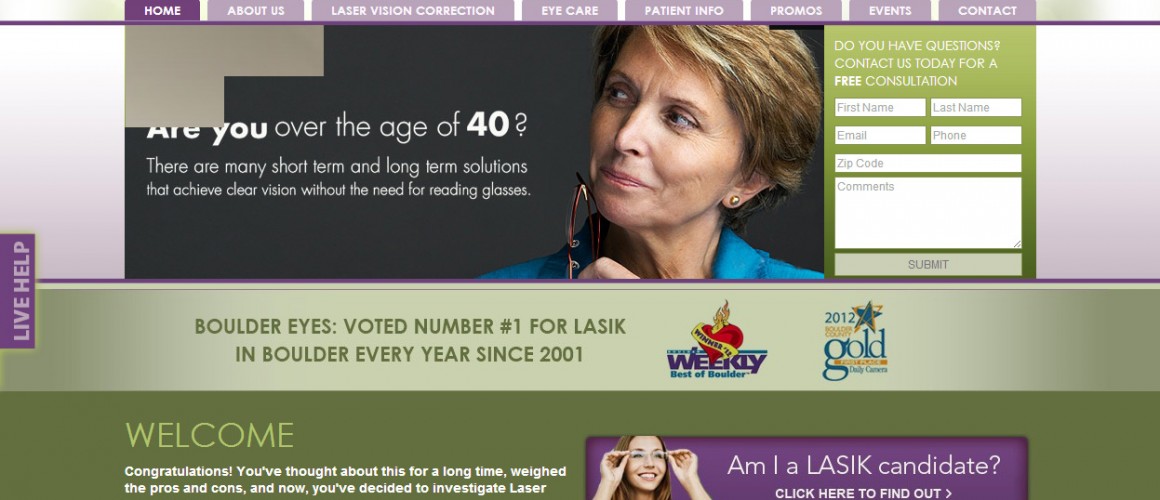 HOME
ABOUT US
LASER VISION CORRECTION
EYE CARE
PATIENT INFO
PROMOS
EVENTS
CONTACT
Are you over the age of 40?
There are many short term and long term solutions
that achieve clear vision without the need for reading glasses.
DO YOU HAVE QUESTIONS?
CONTACT US TODAY FOR A
FREE CONSULTATION
First Name
Last Name
Email
Phone
Zip Code
Comments
SUBMIT
LIVE HELP
BOULDER EYES: VOTED NUMBER #1 FOR LASIK
IN BOULDER EVERY YEAR SINCE 2001
WINNER '12
BOULDER
WEEKLY
Best of Boulder
2012
BOULDER
COUNTY
gold
FIRST PLACE
Daily Camera
WELCOME
Congratulations! You've thought about this for a long time, weighed
the pros and cons, and now, you've decided to investigate Laser
Am I a LASIK candidate?
CLICK HERE TO FIND OUT >